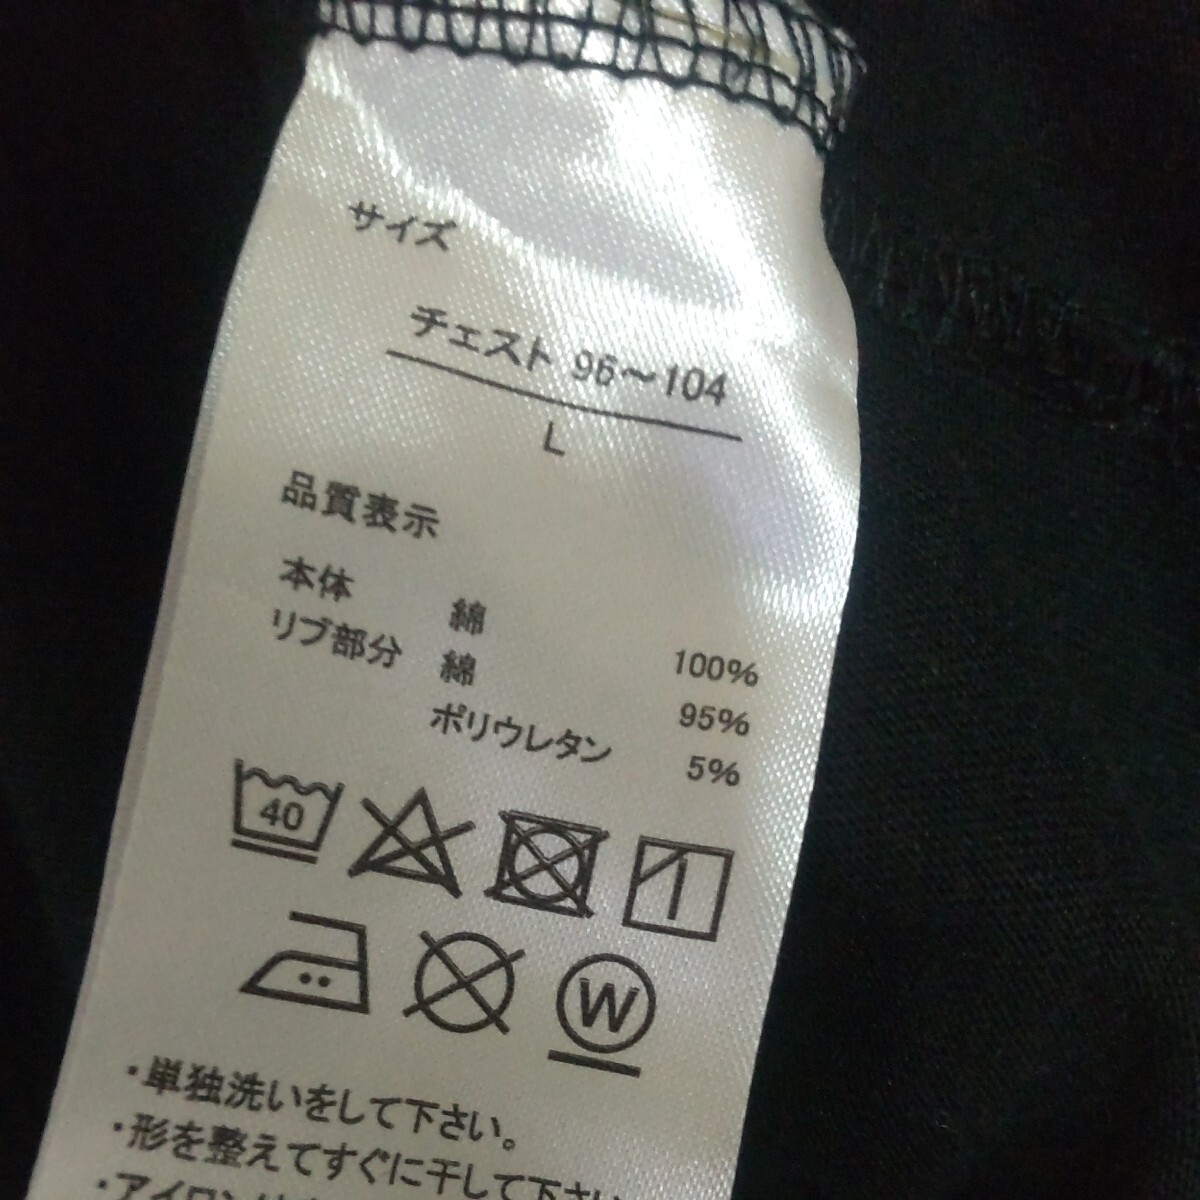 サイズ
チェスト 96～104
L
品質表示
本体 綿 100%
リブ部分 綿 95%
ポリウレタン 5%
40
W
・単独洗いをして下さい。
・形を整えてすぐに干して下さい